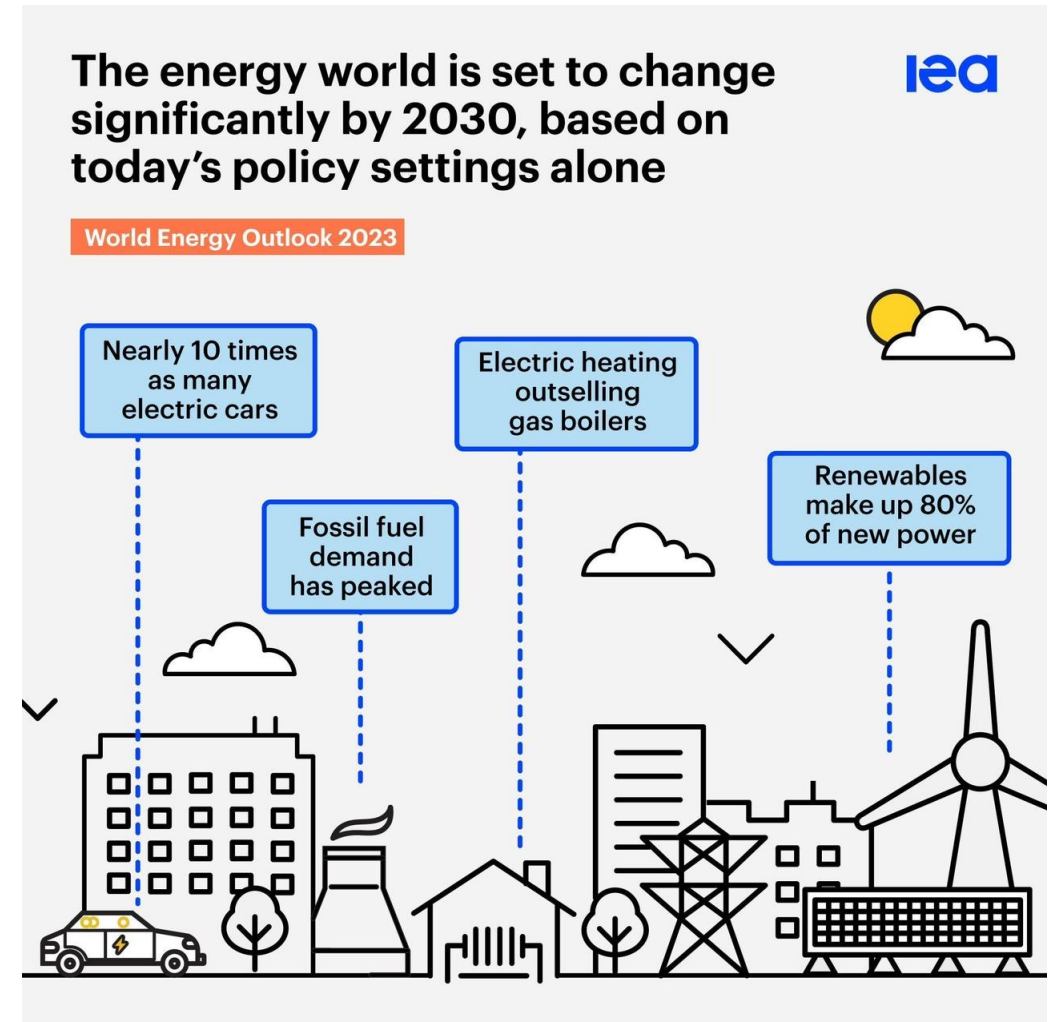 The energy world is set to change
significantly by 2030, based on
today’s policy settings alone
iea
World Energy Outlook 2023
Nearly 10 times
as many
electric cars
Electric heating
outselling
gas boilers
Renewables
make up 80%
of new power
Fossil fuel
demand
has peaked